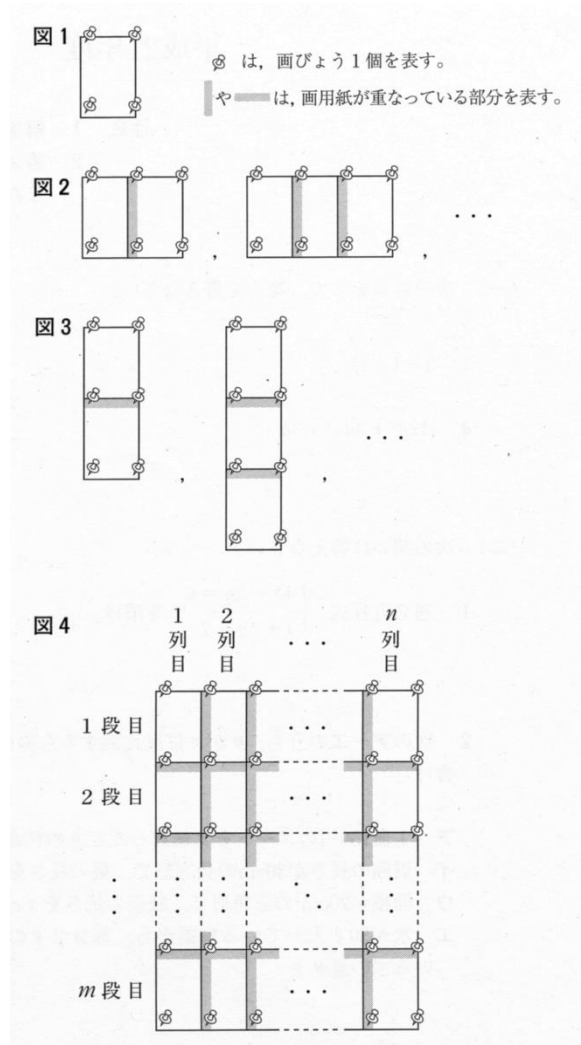 図1
は，画びょう1個を表す。
や は，画用紙が重なっている部分を表す。
図2
， ， ･･･
図3
， ， ･･･
図4
1列目 2列目 ･･･ n列目
1段目 ･･･
2段目 ･･･
m段目 ･･･